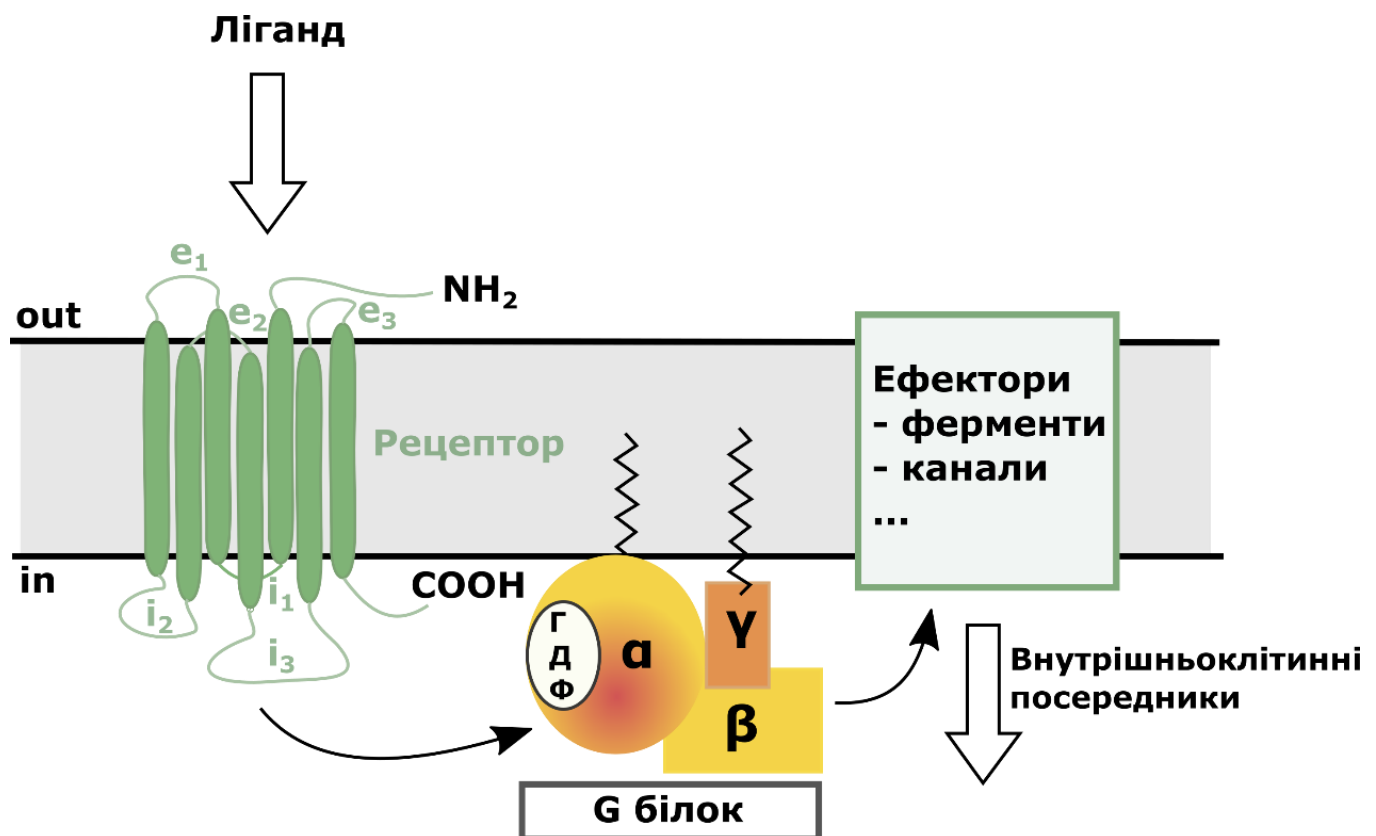 Ліганд
e₁
NH₂
out
e₂
e₃
Ефектори
- ферменти
- канали
...
Рецептор
in
COOH
i₁
i₂
i₃
Г
Д
Ф
α
γ
β
Внутрішньоклітинні
посередники
G білок